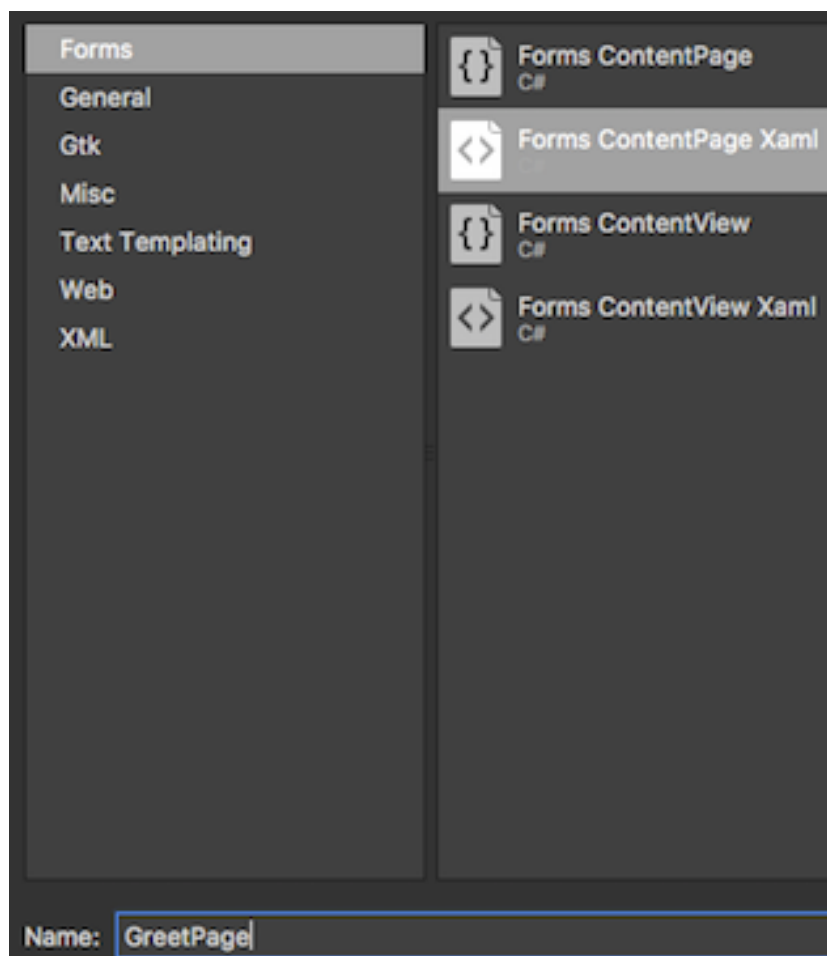 Forms
General
Gtk
Misc
Text Templating
Web
XML
Forms ContentPage
C#
Forms ContentPage Xaml
C#
Forms ContentView
C#
Forms ContentView Xaml
C#
Name: GreetPage